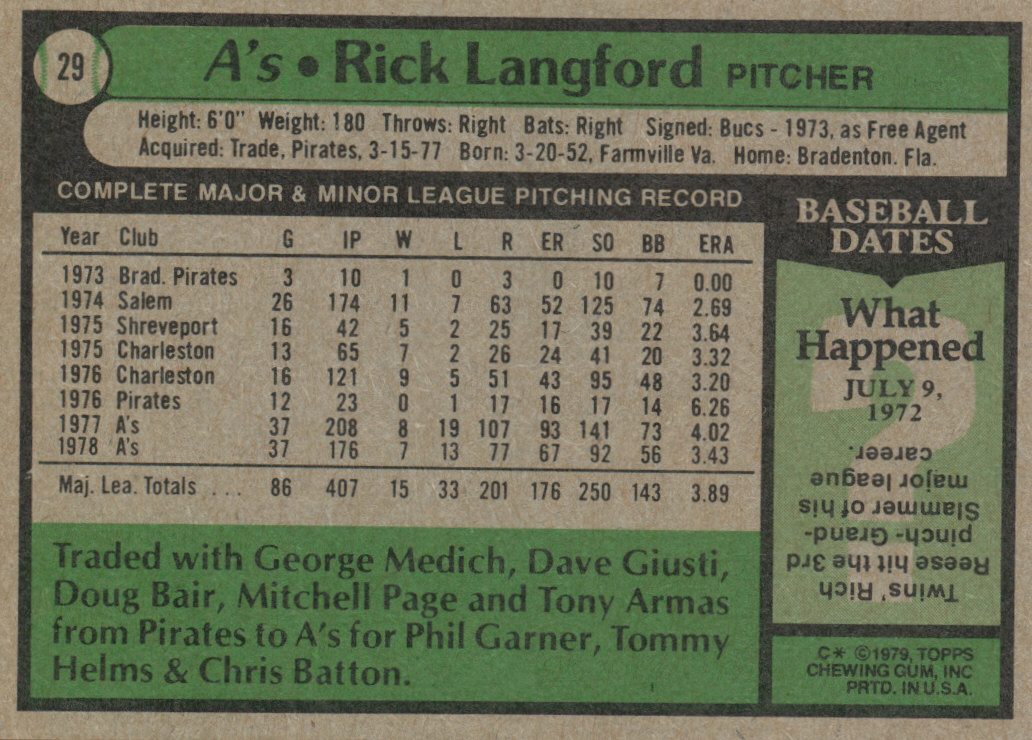 29
A's • Rick Langford PITCHER
Height: 6'0" Weight: 180 Throws: Right Bats: Right Signed: Bucs - 1973, as Free Agent
Acquired: Trade, Pirates, 3-15-77 Born: 3-20-52, Farmville Va. Home: Bradenton. Fla.
COMPLETE MAJOR & MINOR LEAGUE PITCHING RECORD
Year Club G IP W L R ER SO BB ERA
1973 Brad. Pirates 3 10 1 0 3 0 10 7 0.00
1974 Salem 26 174 11 7 63 52 125 74 2.69
1975 Shreveport 16 42 5 2 25 17 39 22 3.64
1975 Charleston 13 65 7 2 26 24 41 20 3.32
1976 Charleston 16 121 9 5 51 43 95 48 3.20
1976 Pirates 12 23 0 1 17 16 17 14 6.26
1977 A's 37 208 8 19 107 93 141 73 4.02
1978 A's 37 176 7 13 77 67 92 56 3.43
Maj. Lea. Totals ... 86 407 15 33 201 176 250 143 3.89
Traded with George Medich, Dave Giusti,
Doug Bair, Mitchell Page and Tony Armas
from Pirates to A's for Phil Garner, Tommy
Helms & Chris Batton.
BASEBALL
DATES
What
Happened
JULY 9,
1972
Twins' Rich
Reese hit the 3rd
pinch- Grand-
Slammer of his
major league
career.
C* ©1979, TOPPS
CHEWING GUM, INC
PRTD. IN U.S.A.